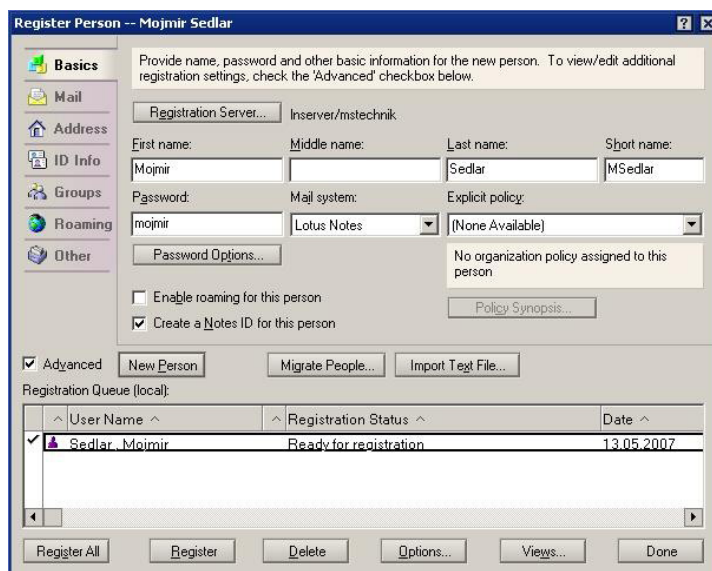 Register Person -- Mojmir Sedlar
Basics
Mail
Address
ID Info
Groups
Roaming
Other
Provide name, password and other basic information for the new person. To view/edit additional
registration settings, check the 'Advanced' checkbox below.
Registration Server... lnserver/mstechnik
First name: Middle name: Last name: Short name:
Mojmir Sedlar MSedlar
Password: Mail system: Explicit policy:
mojmir Lotus Notes (None Available)
Password Options... No organization policy assigned to this
person
Enable roaming for this person Policy Synopsis...
Create a Notes ID for this person
Advanced New Person Migrate People... Import Text File...
Registration Queue (local):
User Name Registration Status Date
Sedlar , Mojmir Ready for registration 13.05.2007
Register All Register Delete Options... Views... Done